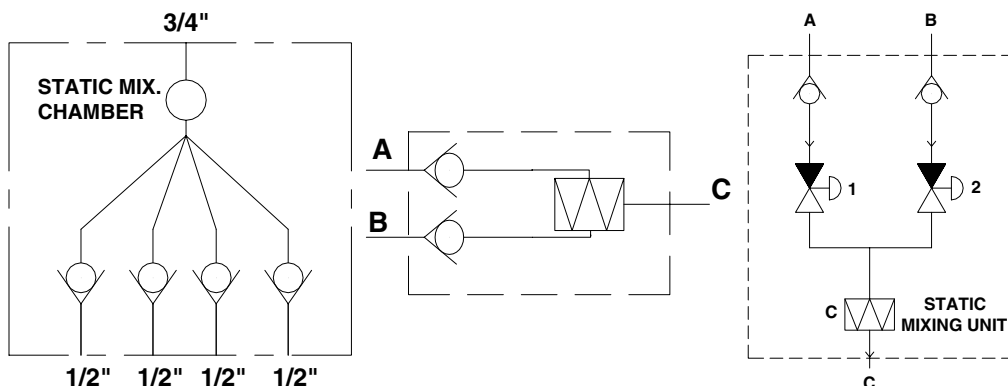 3/4"
STATIC MIX.
CHAMBER
1/2" 1/2" 1/2" 1/2"
A
B
C
A B
1 2
C
STATIC
MIXING UNIT
C